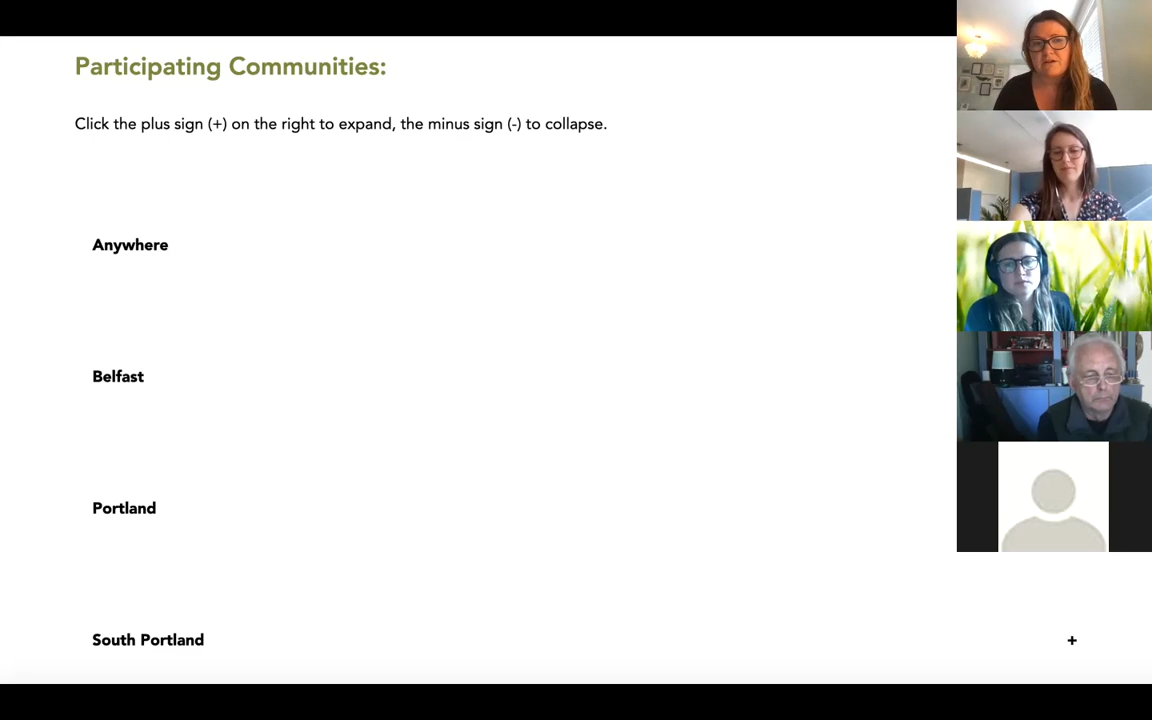 Participating Communities:
Click the plus sign (+) on the right to expand, the minus sign (-) to collapse.
Anywhere
Belfast
Portland
South Portland +